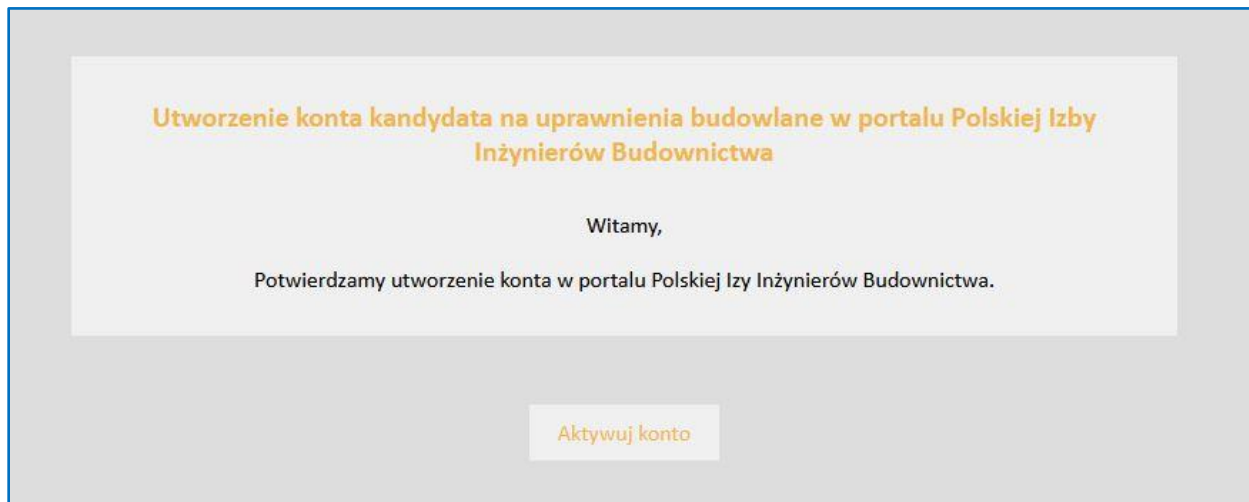 Utworzenie konta kandydata na uprawnienia budowlane w portalu Polskiej Izby
Inżynierów Budownictwa
Witamy,
Potwierdzamy utworzenie konta w portalu Polskiej Izy Inżynierów Budownictwa.
Aktywuj konto